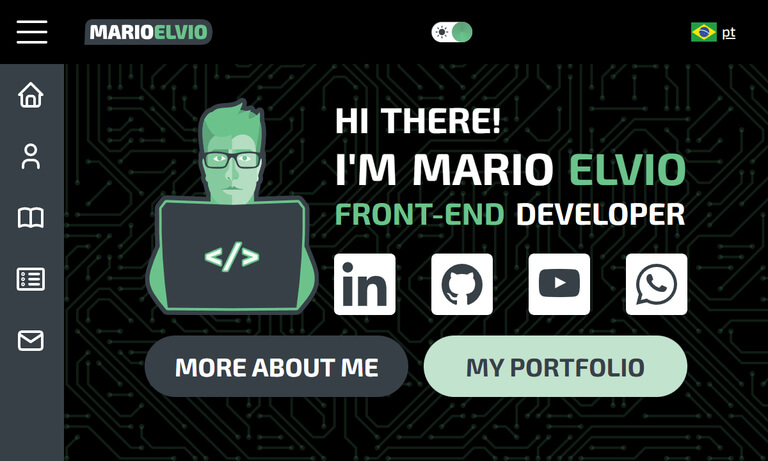 MARIOELVIO
pt
HI THERE!
I'M MARIO ELVIO
FRONT-END DEVELOPER
</>
in
MORE ABOUT ME
MY PORTFOLIO